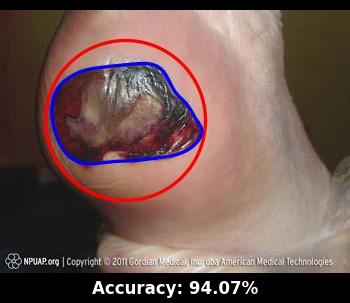 NPUAP.org | Copyright © 2011 Gordian Medical, Inc. dba American Medical Technologies
Accuracy: 94.07%